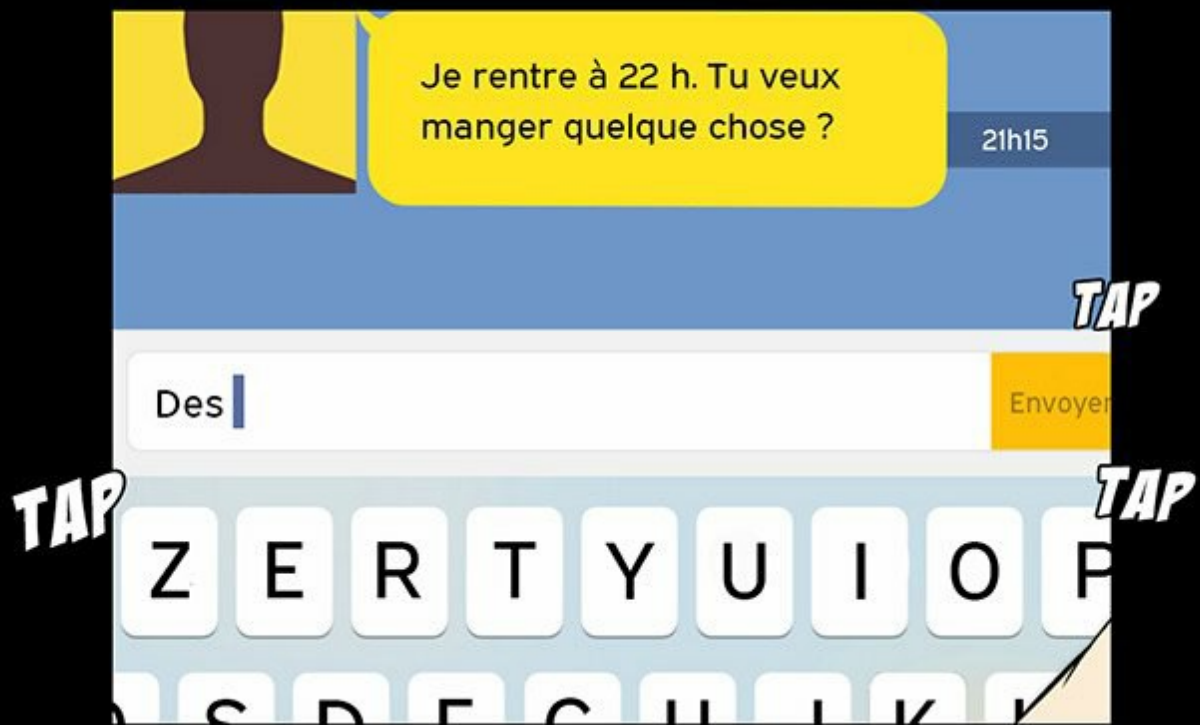 Je rentre à 22 h. Tu veux
manger quelque chose ?
21h15
TAP
Des
Envoyer
TAP
TAP
Z E R T Y U I O P
Q S D F G H J K L